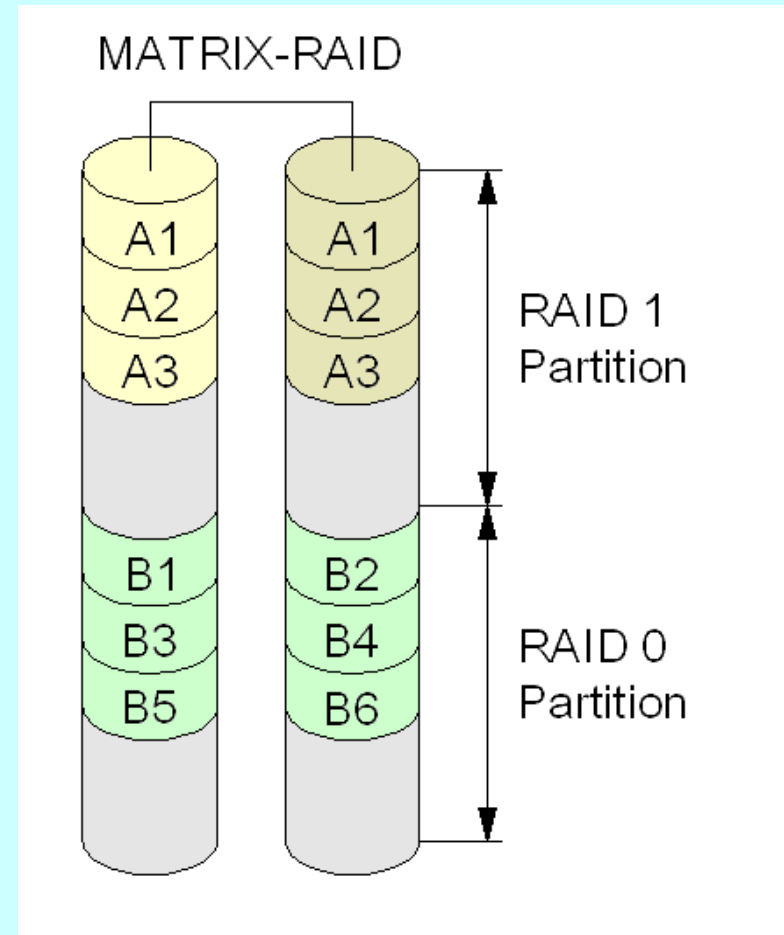 MATRIX-RAID
A1 A1
A2 A2
A3 A3
RAID 1
Partition
B1 B2
B3 B4
B5 B6
RAID 0
Partition